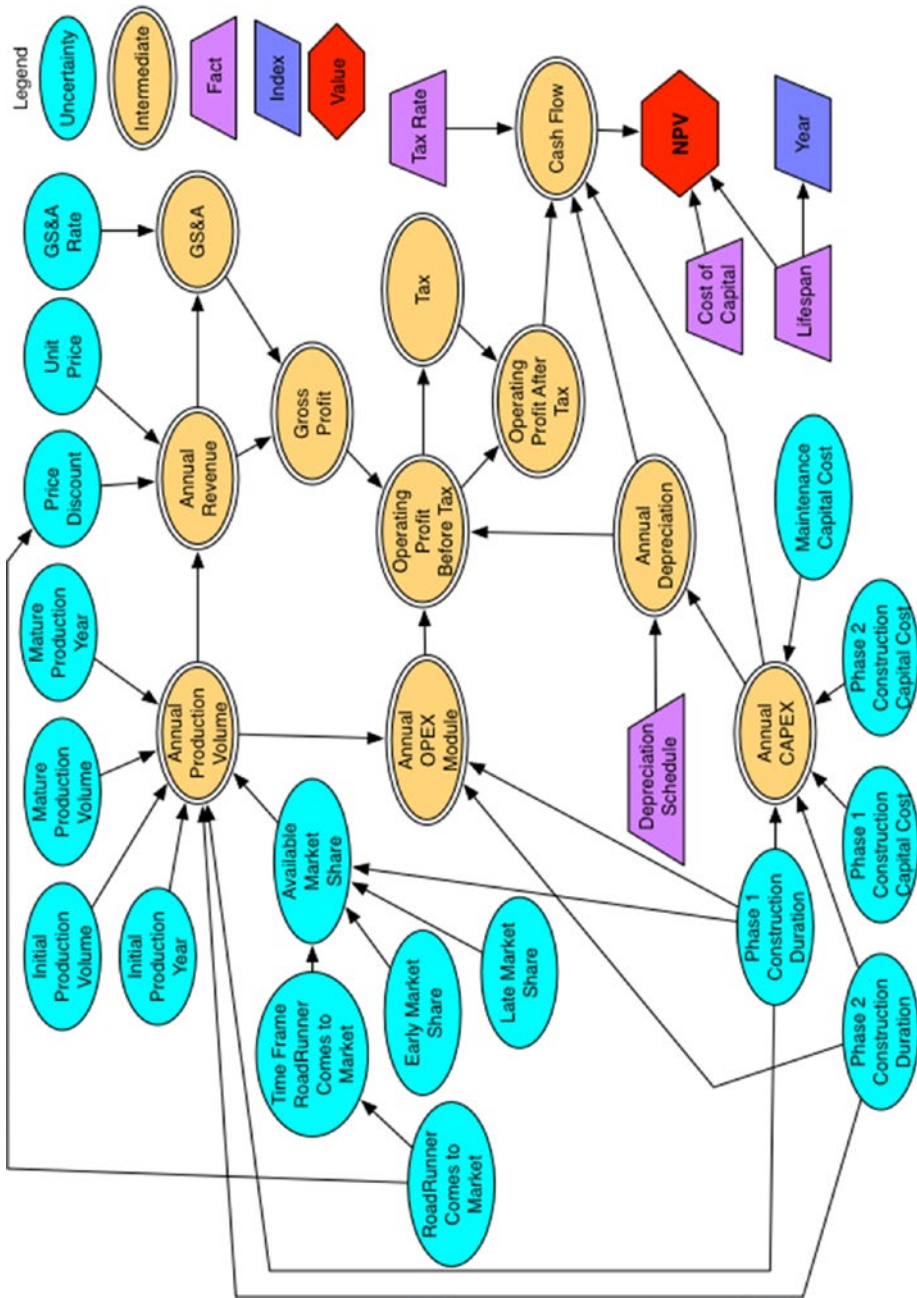 Legend
Uncertainty
Intermediate
Fact
Index
Value
Initial
Production
Volume
Mature
Production
Volume
Mature
Production
Year
Price
Discount
Unit
Price
GS&A
Rate
Initial
Production
Year
Annual
Production
Volume
Annual
Revenue
GS&A
Time Frame
RoadRunner
Comes to
Market
Available
Market
Share
Gross
Profit
RoadRunner
Comes to
Market
Early Market
Share
Late Market
Share
Annual
OPEX
Module
Operating
Profit
Before Tax
Tax
Tax Rate
Operating
Profit After
Tax
Cash Flow
Depreciation
Schedule
Annual
Depreciation
NPV
Phase 1
Construction
Duration
Annual
CAPEX
Maintenance
Capital Cost
Cost of
Capital
Year
Lifespan
Phase 2
Construction
Duration
Phase 1
Construction
Capital Cost
Phase 2
Construction
Capital Cost